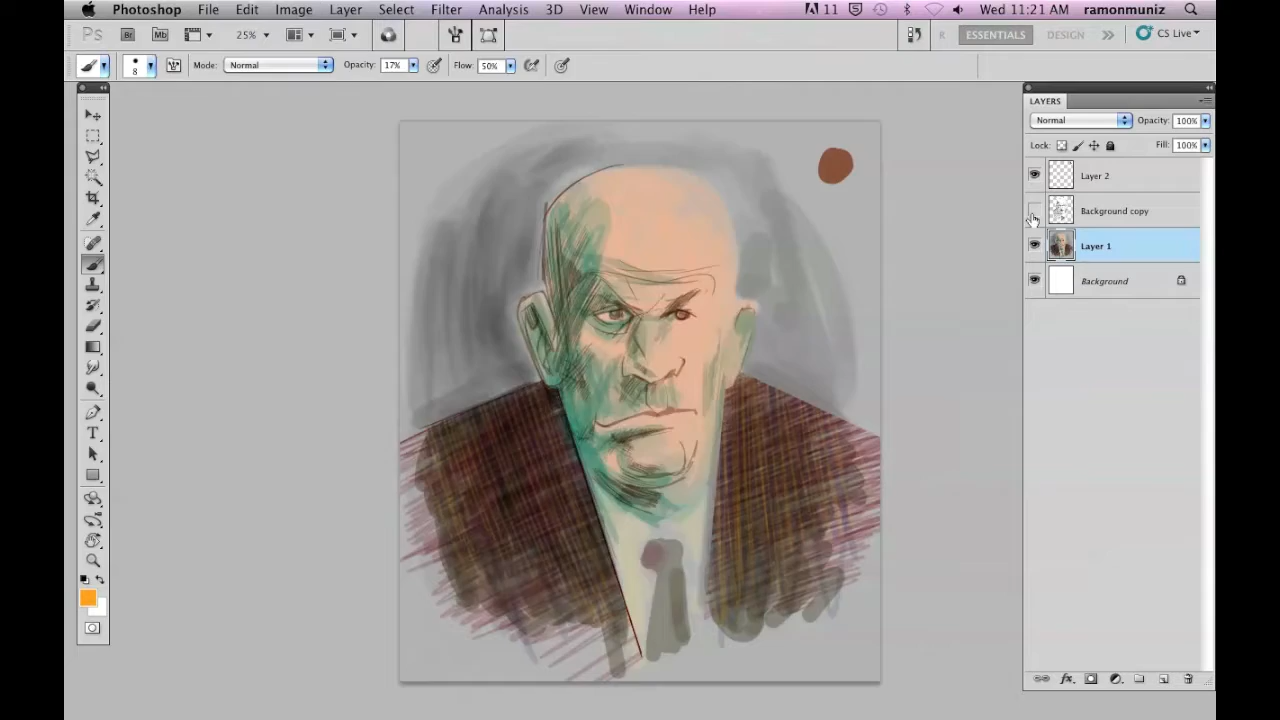 Photoshop File Edit Image Layer Select Filter Analysis 3D View Window Help 11 Wed 11:21 AM ramonmuniz
Ps Br Mb 25% ESSENTIALS DESIGN CS Live
8 Mode: Normal Opacity: 17% Flow: 50%
LAYERS
Normal Opacity: 100%
Lock: Fill: 100%
Layer 2
Background copy
Layer 1
Background
T
fx